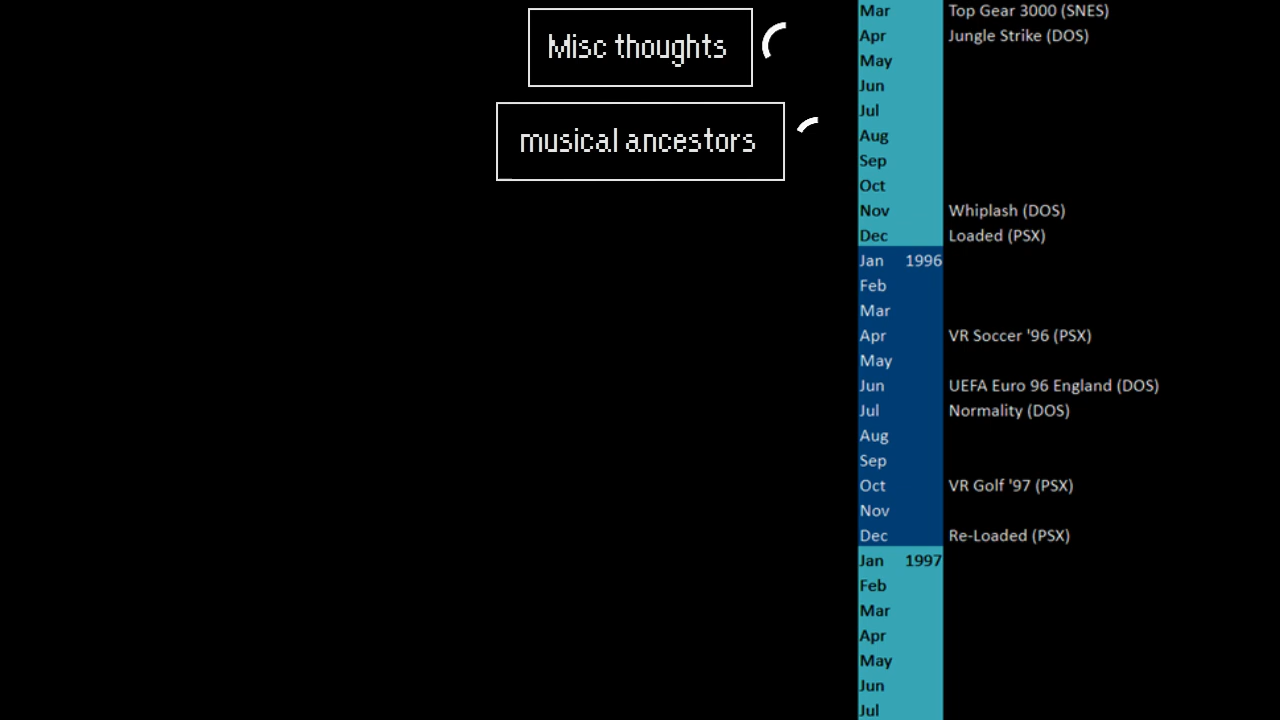 Misc thoughts
musical ancestors
Mar Top Gear 3000 (SNES)
Apr Jungle Strike (DOS)
May
Jun
Jul
Aug
Sep
Oct
Nov Whiplash (DOS)
Dec Loaded (PSX)
Jan 1996
Feb
Mar
Apr VR Soccer '96 (PSX)
May
Jun UEFA Euro 96 England (DOS)
Jul Normality (DOS)
Aug
Sep
Oct VR Golf '97 (PSX)
Nov
Dec Re-Loaded (PSX)
Jan 1997
Feb
Mar
Apr
May
Jun
Jul